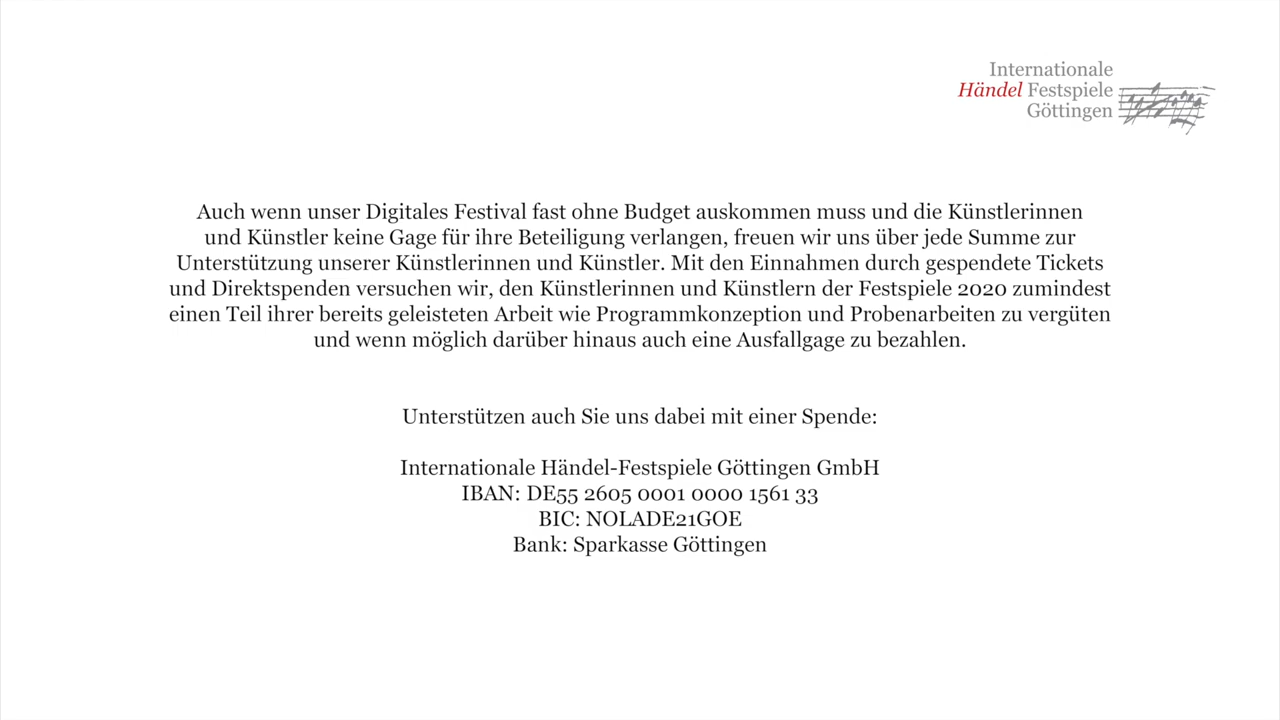 Internationale
Händel Festspiele
Göttingen
Auch wenn unser Digitales Festival fast ohne Budget auskommen muss und die Künstlerinnen
und Künstler keine Gage für ihre Beteiligung verlangen, freuen wir uns über jede Summe zur
Unterstützung unserer Künstlerinnen und Künstler. Mit den Einnahmen durch gespendete Tickets
und Direktspenden versuchen wir, den Künstlerinnen und Künstlern der Festspiele 2020 zumindest
einen Teil ihrer bereits geleisteten Arbeit wie Programmkonzeption und Probenarbeiten zu vergüten
und wenn möglich darüber hinaus auch eine Ausfallgage zu bezahlen.
Unterstützen auch Sie uns dabei mit einer Spende:
Internationale Händel-Festspiele Göttingen GmbH
IBAN: DE55 2605 0001 0000 1561 33
BIC: NOLADE21GOE
Bank: Sparkasse Göttingen